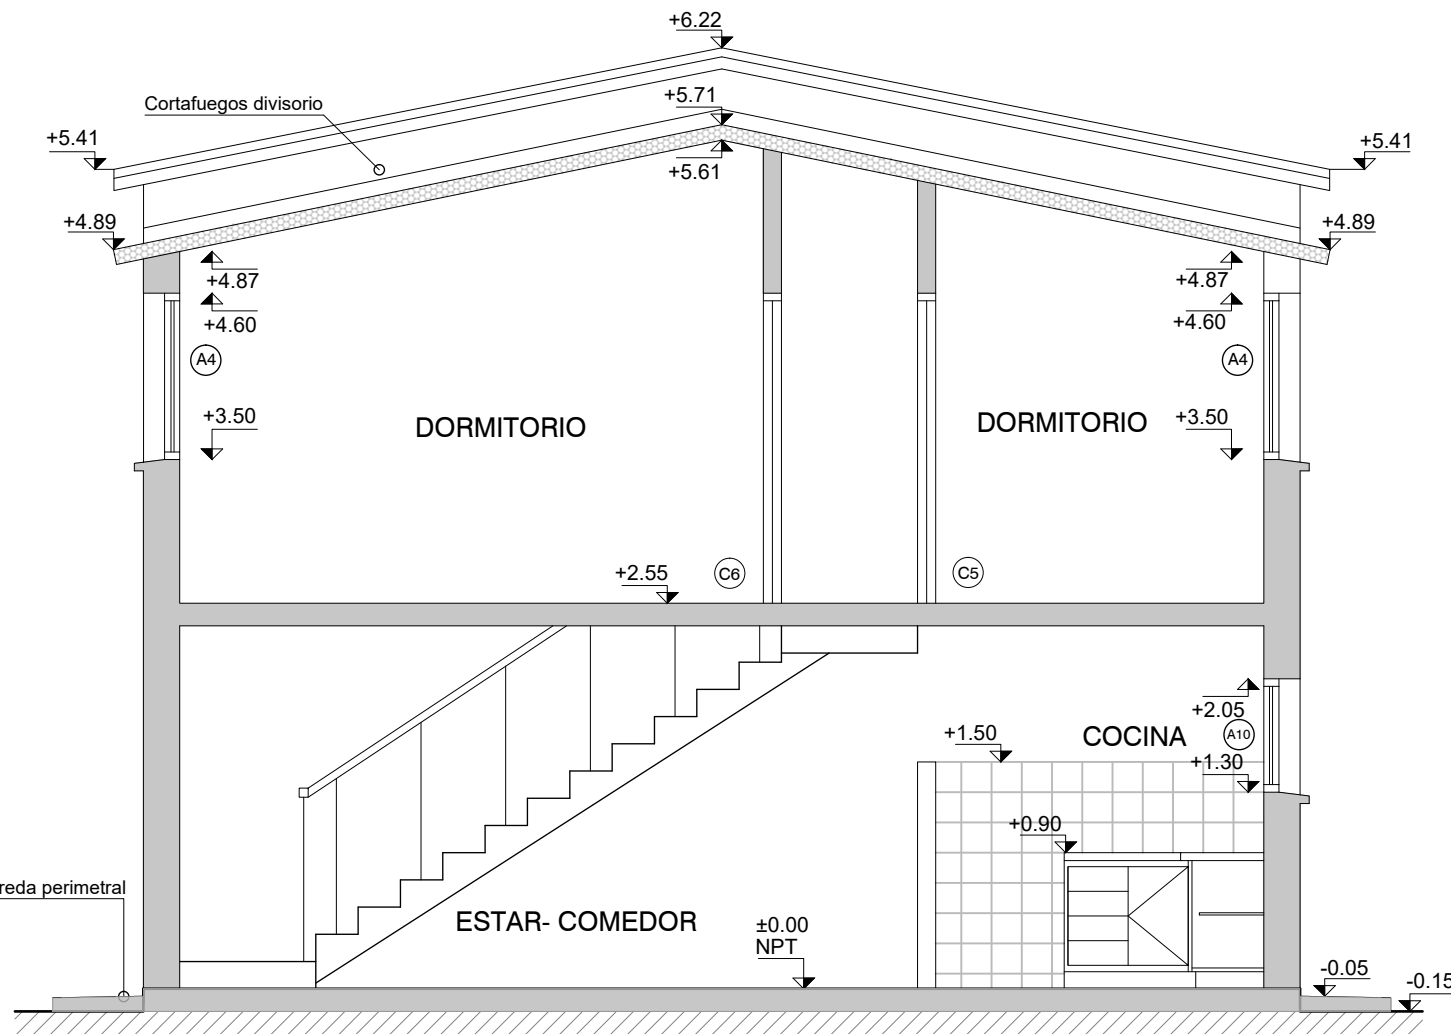 +6.22
Cortafuegos divisorio
+5.71
+5.41
+5.41
+5.61
+4.89
+4.89
+4.87
+4.87
+4.60
+4.60
A4
A4
+3.50
DORMITORIO
DORMITORIO
+3.50
+2.55
C6
C5
+2.05
+1.50
COCINA
A10
+1.30
+0.90
reda perimetral
ESTAR- COMEDOR
±0.00
NPT
-0.05
-0.15